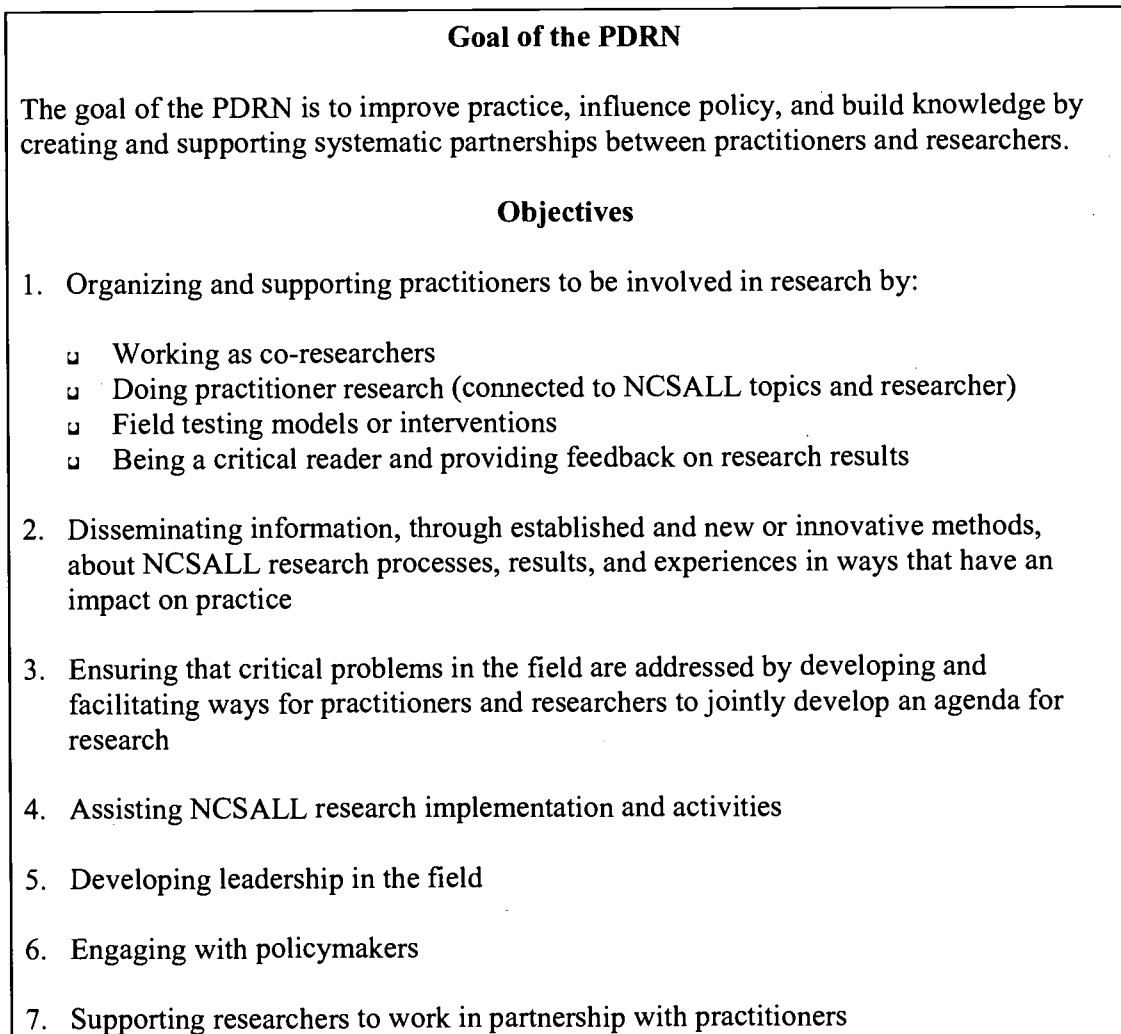 Goal of the PDRN
The goal of the PDRN is to improve practice, influence policy, and build knowledge by
creating and supporting systematic partnerships between practitioners and researchers.
Objectives
1. Organizing and supporting practitioners to be involved in research by:
Working as co-researchers
Doing practitioner research (connected to NCSALL topics and researcher)
Field testing models or interventions
Being a critical reader and providing feedback on research results
2. Disseminating information, through established and new or innovative methods,
about NCSALL research processes, results, and experiences in ways that have an
impact on practice
3. Ensuring that critical problems in the field are addressed by developing and
facilitating ways for practitioners and researchers to jointly develop an agenda for
research
4. Assisting NCSALL research implementation and activities
5. Developing leadership in the field
6. Engaging with policymakers
7. Supporting researchers to work in partnership with practitioners